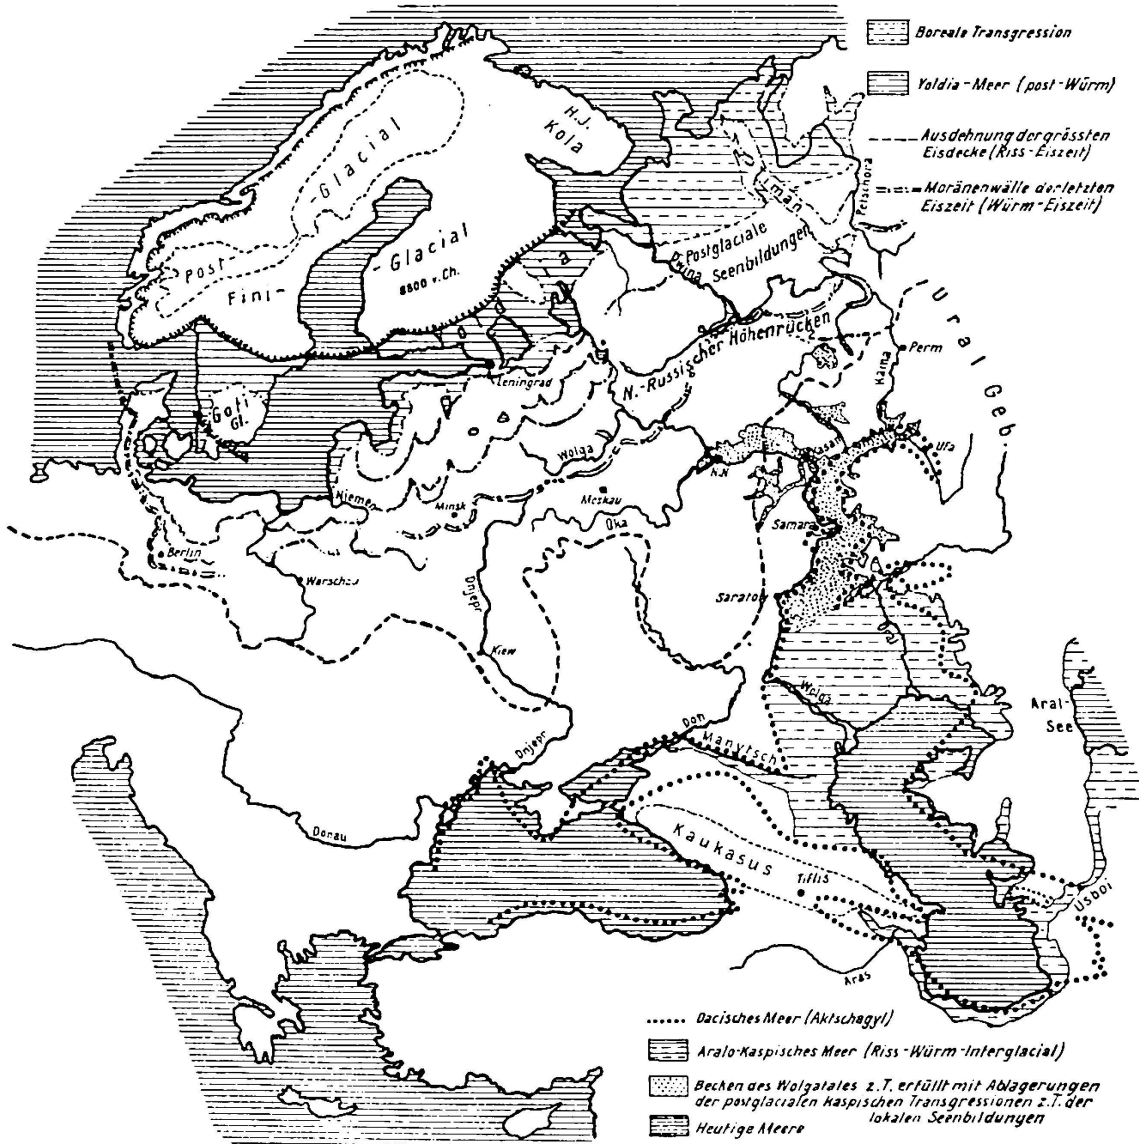 Boreale Transgression
Yoldia-Meer (post-Würm)
Ausdehnung der grössten
Eisdecke (Riss-Eiszeit)
Moränenwälle der letzten
Eiszeit (Würm-Eiszeit)
H.J.
Kola
Post - Glacial
Fini - Glacial
8800 v. Ch.
Timan
Petschora
Postglaciale
Seenbildungen
Dwina
Ural Geb.
N.-Russischer Höhenrücken
Perm
Kama
Ufa
Kasan
Leningrad
Goti
Gl.
Wolga
N.N
Niemen
Minsk
Moskau
Oka
Samara
Berlin
Warschau
Dnjepr
Saratow
Ural
Kiew
Wolga
Aral-
See
Don
Manytsch
Dnjepr
Donau
Kaukasus
Tiflis
Usboi
Aras
Dacisches Meer (Aktschagyl)
Aralo-Kaspisches Meer (Riss-Würm-Interglacial)
Becken des Wolgatales z.T. erfüllt mit Ablagerungen
der postglacialen Kaspischen Transgressionen z.T. der
lokalen Seenbildungen
Heutige Meere